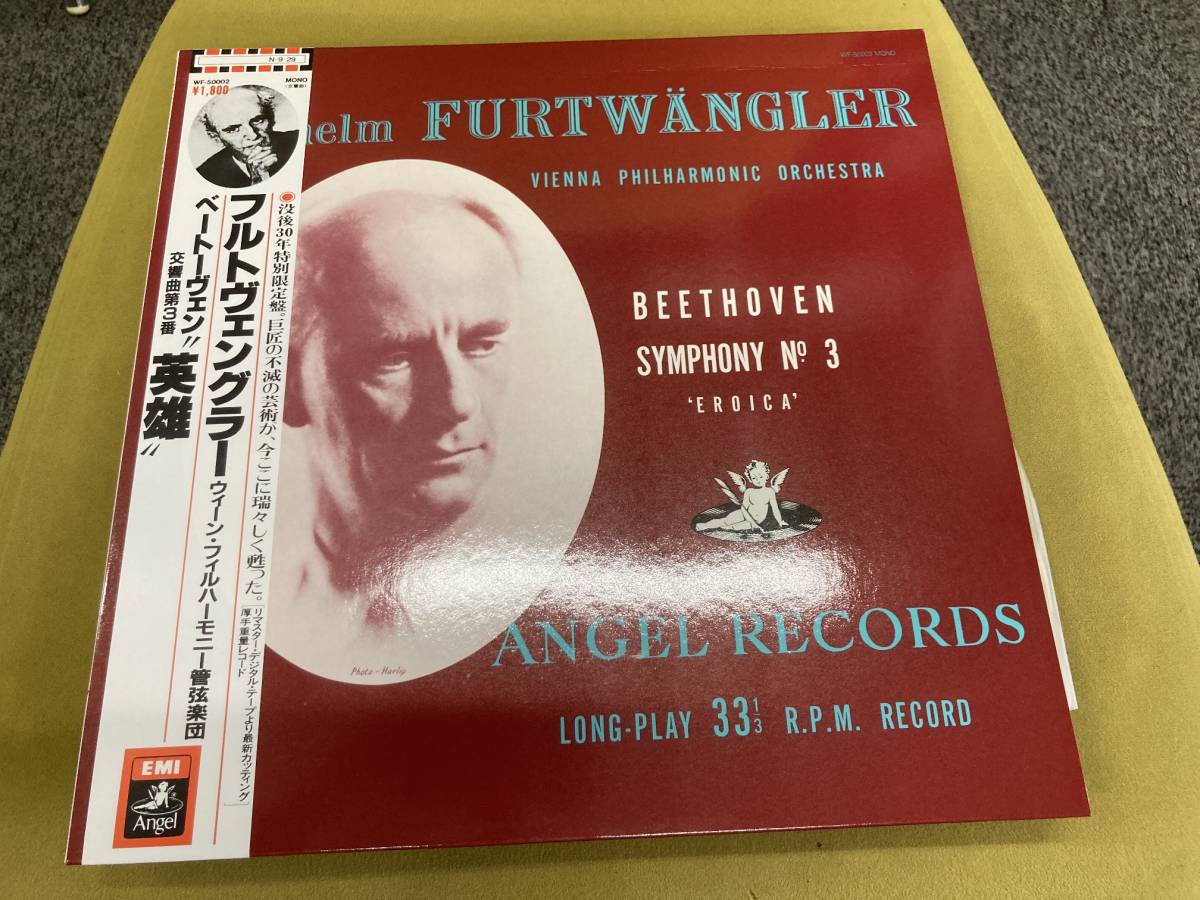 N-9-29
WF-50002
MONO
¥1,800
(交響曲)
●没後30年特別限定盤。巨匠の不滅の芸術が、今ここに瑞々しく甦った。
[リマスター・デジタル・テープより最新カッティング
厚手重量レコード]
フルトヴェングラー ウィーン・フィルハーモニー管弦楽団
ベートーヴェン
交響曲第3番
"英雄"
EMI
Angel
WF-50002 MONO
helm FURTWÄNGLER
VIENNA PHILHARMONIC ORCHESTRA
BEETHOVEN
SYMPHONY Nº 3
'EROICA'
ANGEL RECORDS
Photo - Harlip
LONG-PLAY 33 1/3 R.P.M. RECORD